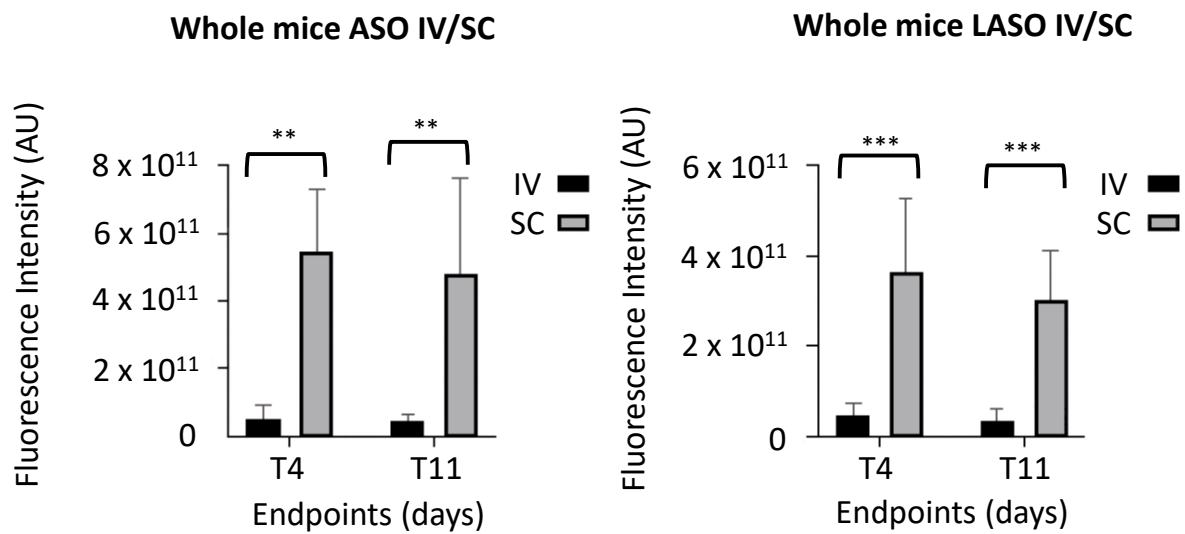 Whole mice ASO IV/SC
Fluorescence Intensity (AU)
8 x 10¹¹
6 x 10¹¹
4 x 10¹¹
2 x 10¹¹
0
**
**
IV
SC
T4
T11
Endpoints (days)
Whole mice LASO IV/SC
Fluorescence Intensity (AU)
6 x 10¹¹
4 x 10¹¹
2 x 10¹¹
0
***
***
IV
SC
T4
T11
Endpoints (days)